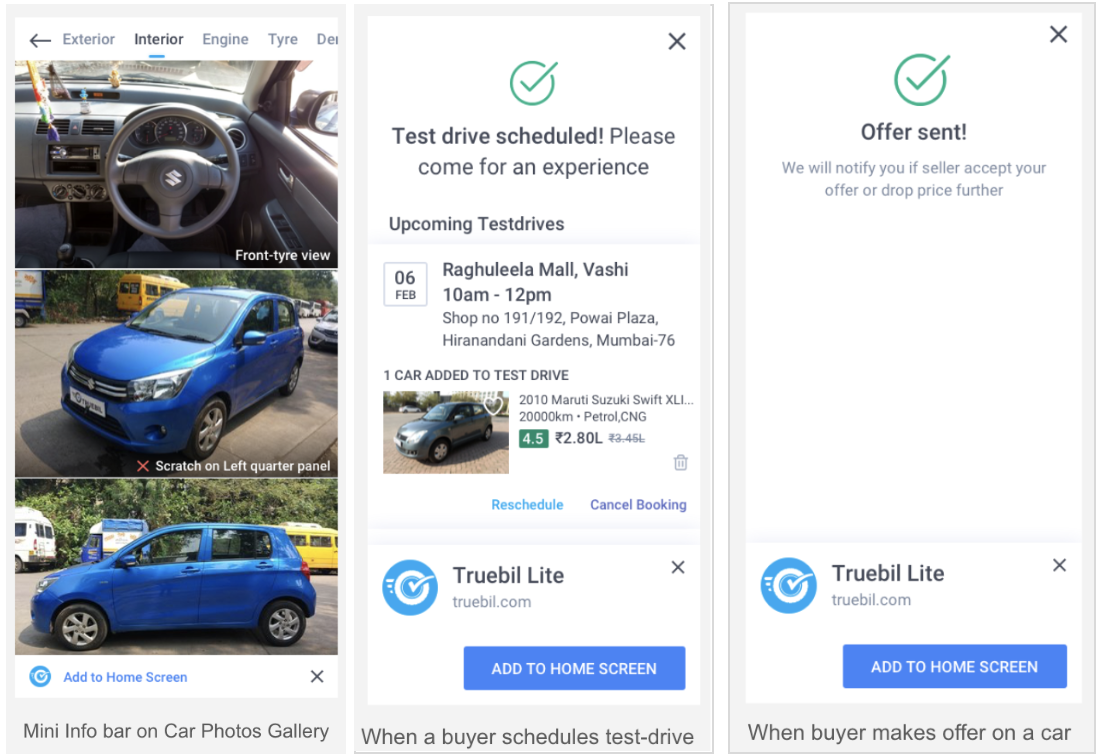 Exterior Interior Engine Tyre De
Front-tyre view
TRUEBIL
Scratch on Left quarter panel
Add to Home Screen
Mini Info bar on Car Photos Gallery
Test drive scheduled! Please
come for an experience
Upcoming Testdrives
06
FEB
Raghuleela Mall, Vashi
10am - 12pm
Shop no 191/192, Powai Plaza,
Hiranandani Gardens, Mumbai-76
1 CAR ADDED TO TEST DRIVE
2010 Maruti Suzuki Swift XLI...
20000km • Petrol,CNG
4.5 ₹2.80L ₹3.45L
Reschedule Cancel Booking
Truebil Lite
truebil.com
ADD TO HOME SCREEN
When a buyer schedules test-drive
Offer sent!
We will notify you if seller accept your
offer or drop price further
Truebil Lite
truebil.com
ADD TO HOME SCREEN
When buyer makes offer on a car